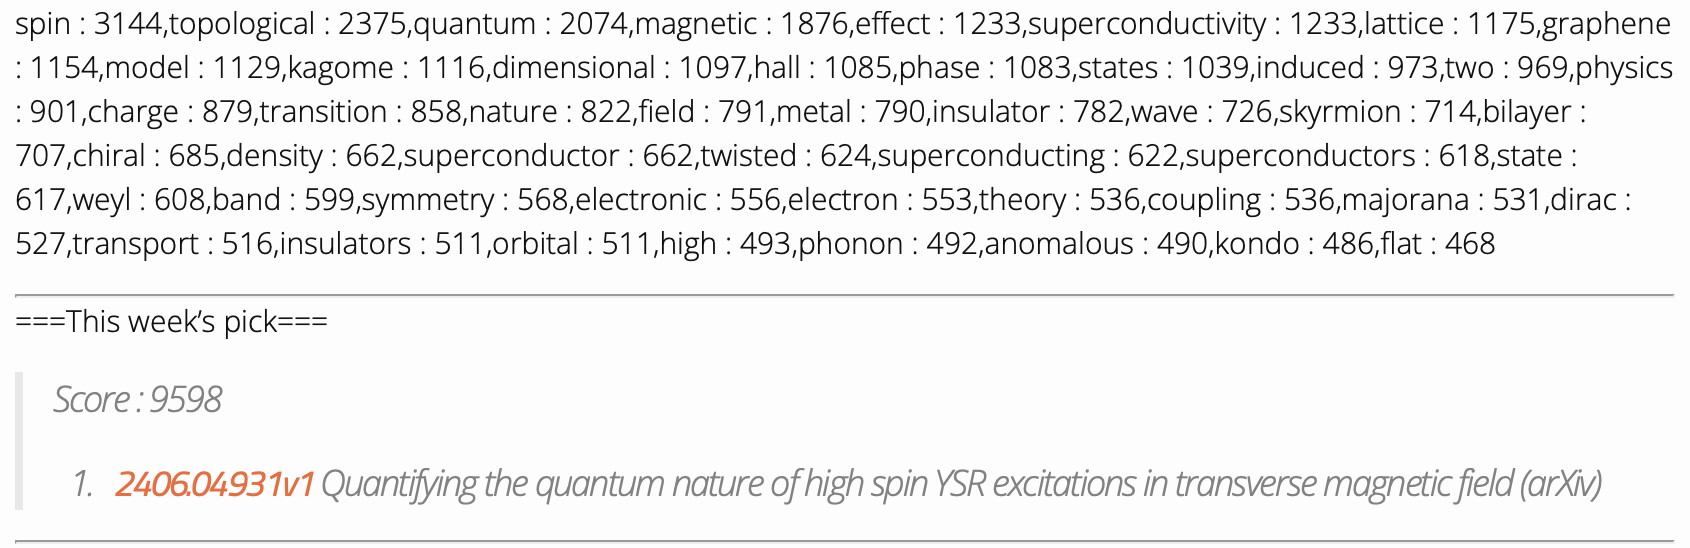 spin : 3144,topological : 2375,quantum : 2074,magnetic : 1876,effect : 1233,superconductivity : 1233,lattice : 1175,graphene
: 1154,model : 1129,kagome : 1116,dimensional : 1097,hall : 1085,phase : 1083,states : 1039,induced : 973,two : 969,physics
: 901,charge : 879,transition : 858,nature : 822,field : 791,metal : 790,insulator : 782,wave : 726,skyrmion : 714,bilayer :
707,chiral : 685,density : 662,superconductor : 662,twisted : 624,superconducting : 622,superconductors : 618,state :
617,weyl : 608,band : 599,symmetry : 568,electronic : 556,electron : 553,theory : 536,coupling : 536,majorana : 531,dirac :
527,transport : 516,insulators : 511,orbital : 511,high : 493,phonon : 492,anomalous : 490,kondo : 486,flat : 468
===This week’s pick===
Score : 9598
1. 2406.04931v1 Quantifying the quantum nature of high spin YSR excitations in transverse magnetic field (arXiv)